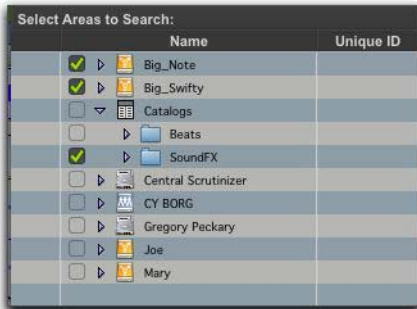 Select Areas to Search:
Name Unique ID
Big_Note
Big_Swifty
Catalogs
Beats
SoundFX
Central Scrutinizer
CY BORG
Gregory Peckary
Joe
Mary